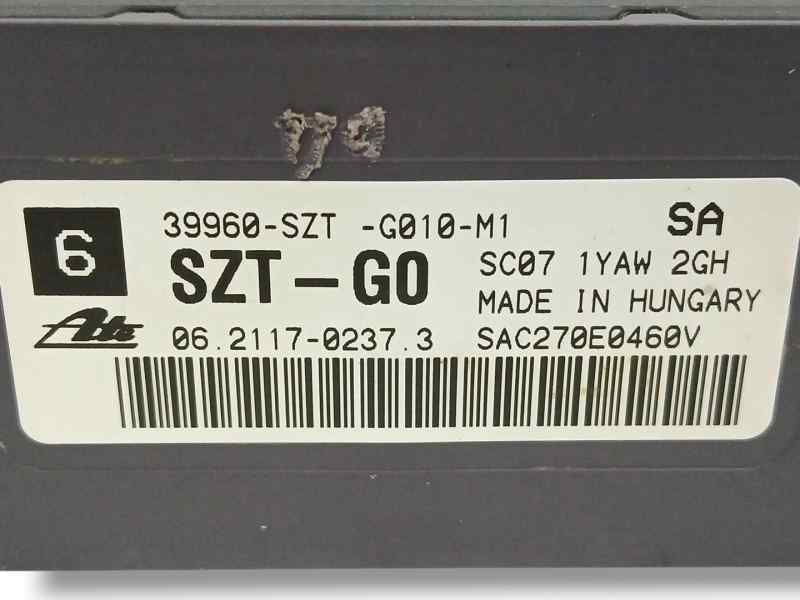 79
6
39960-SZT -G010-M1
SA
SZT-G0
SC07 1YAW 2GH
MADE IN HUNGARY
Ate
06.2117-0237.3
SAC270E0460V